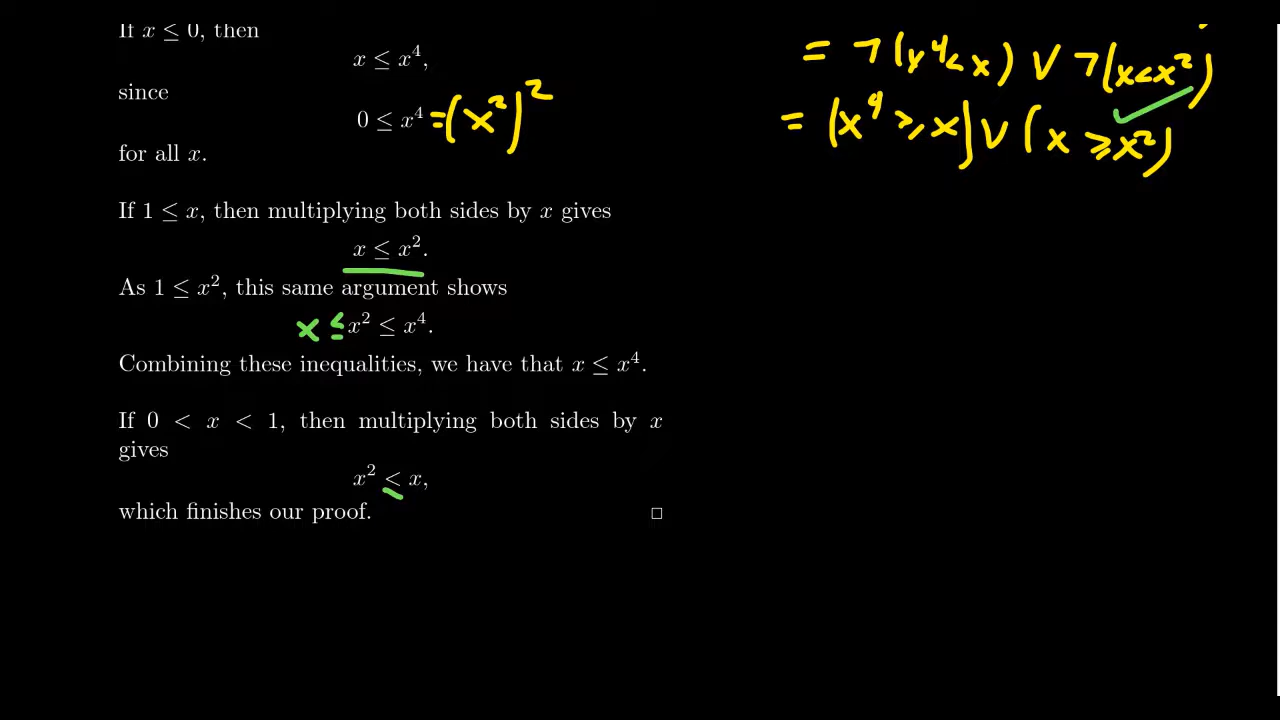 If x ≤ 0, then
x ≤ x⁴,
since
0 ≤ x⁴ = (x²)²
for all x.
If 1 ≤ x, then multiplying both sides by x gives
x ≤ x².
As 1 ≤ x², this same argument shows
x ≤ x² ≤ x⁴.
Combining these inequalities, we have that x ≤ x⁴.
If 0 < x < 1, then multiplying both sides by x
gives
x² < x,
which finishes our proof. □
= ¬(x⁴ < x) ∨ ¬(x < x²)
= (x⁴ ≥ x) ∨ (x ≥ x²)